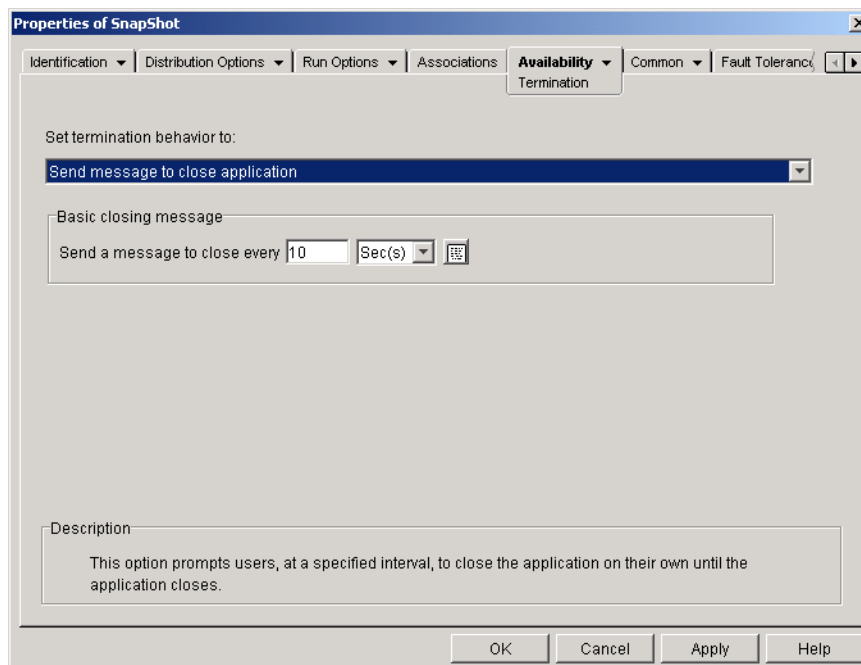 Properties of SnapShot
Identification Distribution Options Run Options Associations Availability Common Fault Toleranc
Termination
Set termination behavior to:
Send message to close application
Basic closing message
Send a message to close every 10 Sec(s)
Description
This option prompts users, at a specified interval, to close the application on their own until the
application closes.
OK Cancel Apply Help